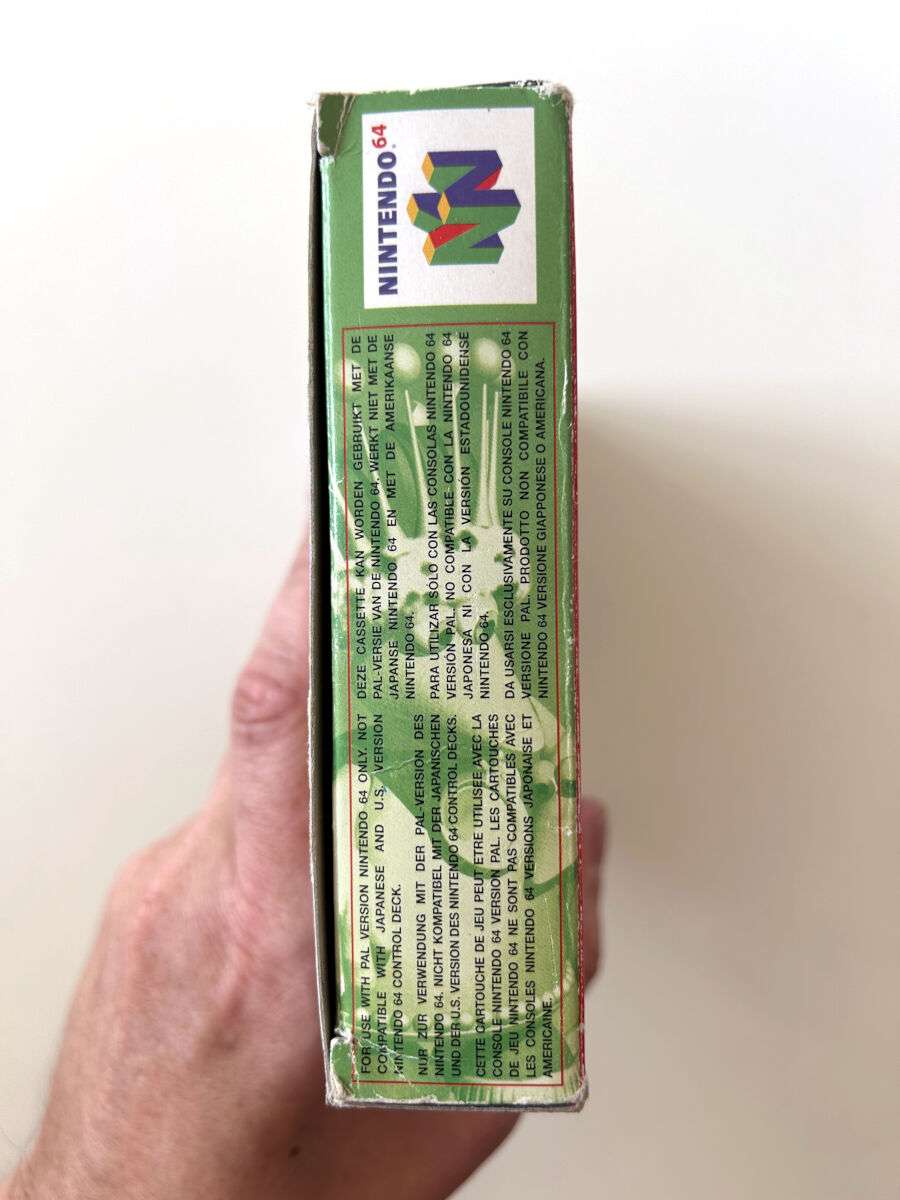 NINTENDO 64
FOR USE WITH PAL VERSION NINTENDO 64 ONLY. NOT
COMPATIBLE WITH JAPANESE AND U.S. VERSION
NINTENDO 64 CONTROL DECK.
NUR ZUR VERWENDUNG MIT DER PAL-VERSION DES
NINTENDO 64. NICHT KOMPATIBEL MIT DER JAPANISCHEN
UND DER U.S. VERSION DES NINTENDO 64 CONTROL DECKS.
CETTE CARTOUCHE DE JEU PEUT ETRE UTILISEE AVEC LA
CONSOLE NINTENDO 64 VERSION PAL. LES CARTOUCHES
DE JEU NINTENDO 64 NE SONT PAS COMPATIBLES AVEC
LES CONSOLES NINTENDO 64 VERSIONS JAPONAISE ET
AMERICAINE.
DEZE CASSETTE KAN WORDEN GEBRUIKT MET DE
PAL-VERSIE VAN DE NINTENDO 64. WERKT NIET MET DE
JAPANSE NINTENDO 64 EN MET DE AMERIKAANSE
NINTENDO 64.
PARA UTILIZAR SÓLO CON LAS CONSOLAS NINTENDO 64
VERSIÓN PAL. NO COMPATIBLE CON LA NINTENDO 64
JAPONESA NI CON LA VERSIÓN ESTADOUNIDENSE
NINTENDO 64.
DA USARSI ESCLUSIVAMENTE SU CONSOLE NINTENDO 64
VERSIONE PAL. PRODOTTO NON COMPATIBILE CON
NINTENDO 64 VERSIONE GIAPPONESE O AMERICANA.